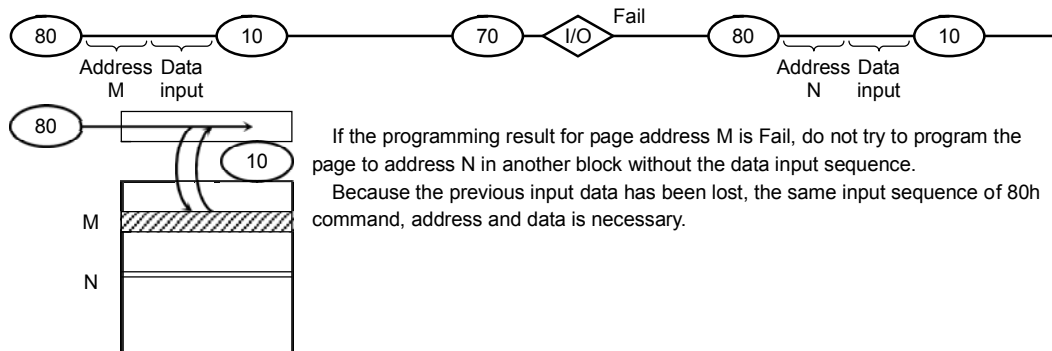 Fail
80 10 70 I/O 80 10
Address Data Address Data
M input N input
80
10
If the programming result for page address M is Fail, do not try to program the
page to address N in another block without the data input sequence.
Because the previous input data has been lost, the same input sequence of 80h
command, address and data is necessary.
M
N